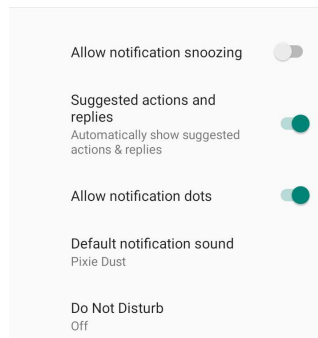 Allow notification snoozing
Suggested actions and
replies
Automatically show suggested
actions & replies
Allow notification dots
Default notification sound
Pixie Dust
Do Not Disturb
Off